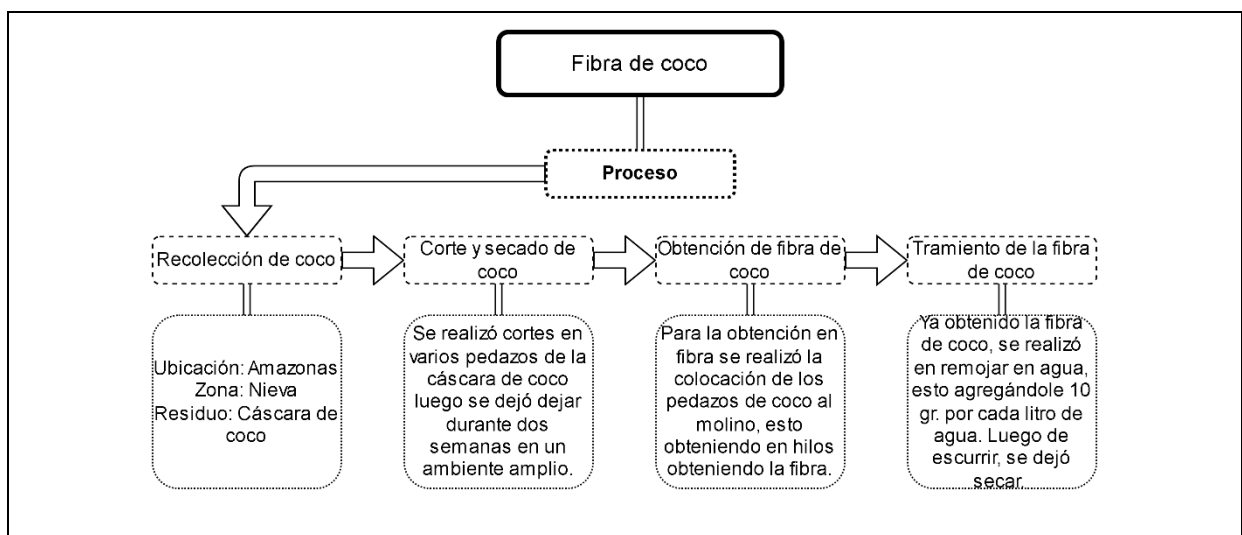 Fibra de coco
Proceso
Recolección de coco
Corte y secado de
coco
Obtención de fibra de
coco
Tramiento de la fibra
de coco
Ubicación: Amazonas
Zona: Nieva
Residuo: Cáscara de
coco
Se realizó cortes en
varios pedazos de la
cáscara de coco
luego se dejó dejar
durante dos
semanas en un
ambiente amplio.
Para la obtención en
fibra se realizó la
colocación de los
pedazos de coco al
molino, esto
obteniendo en hilos
obteniendo la fibra.
Ya obtenido la fibra
de coco, se realizó
en remojar en agua,
esto agregándole 10
gr. por cada litro de
agua. Luego de
escurrir, se dejó
secar.